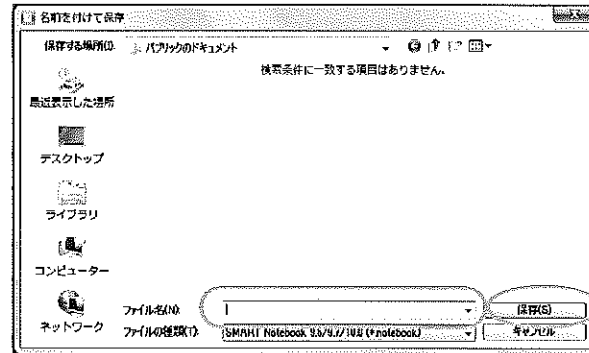 名前を付けて保存
保存する場所(I):
パブリックのドキュメント
検索条件に一致する項目はありません。
最近表示した場所
デスクトップ
ライブラリ
コンピューター
ネットワーク
ファイル名(N):
保存(S)
ファイルの種類(T):
SMART Notebook 9.5/9.7/10.0 (*.notebook)
キャンセル